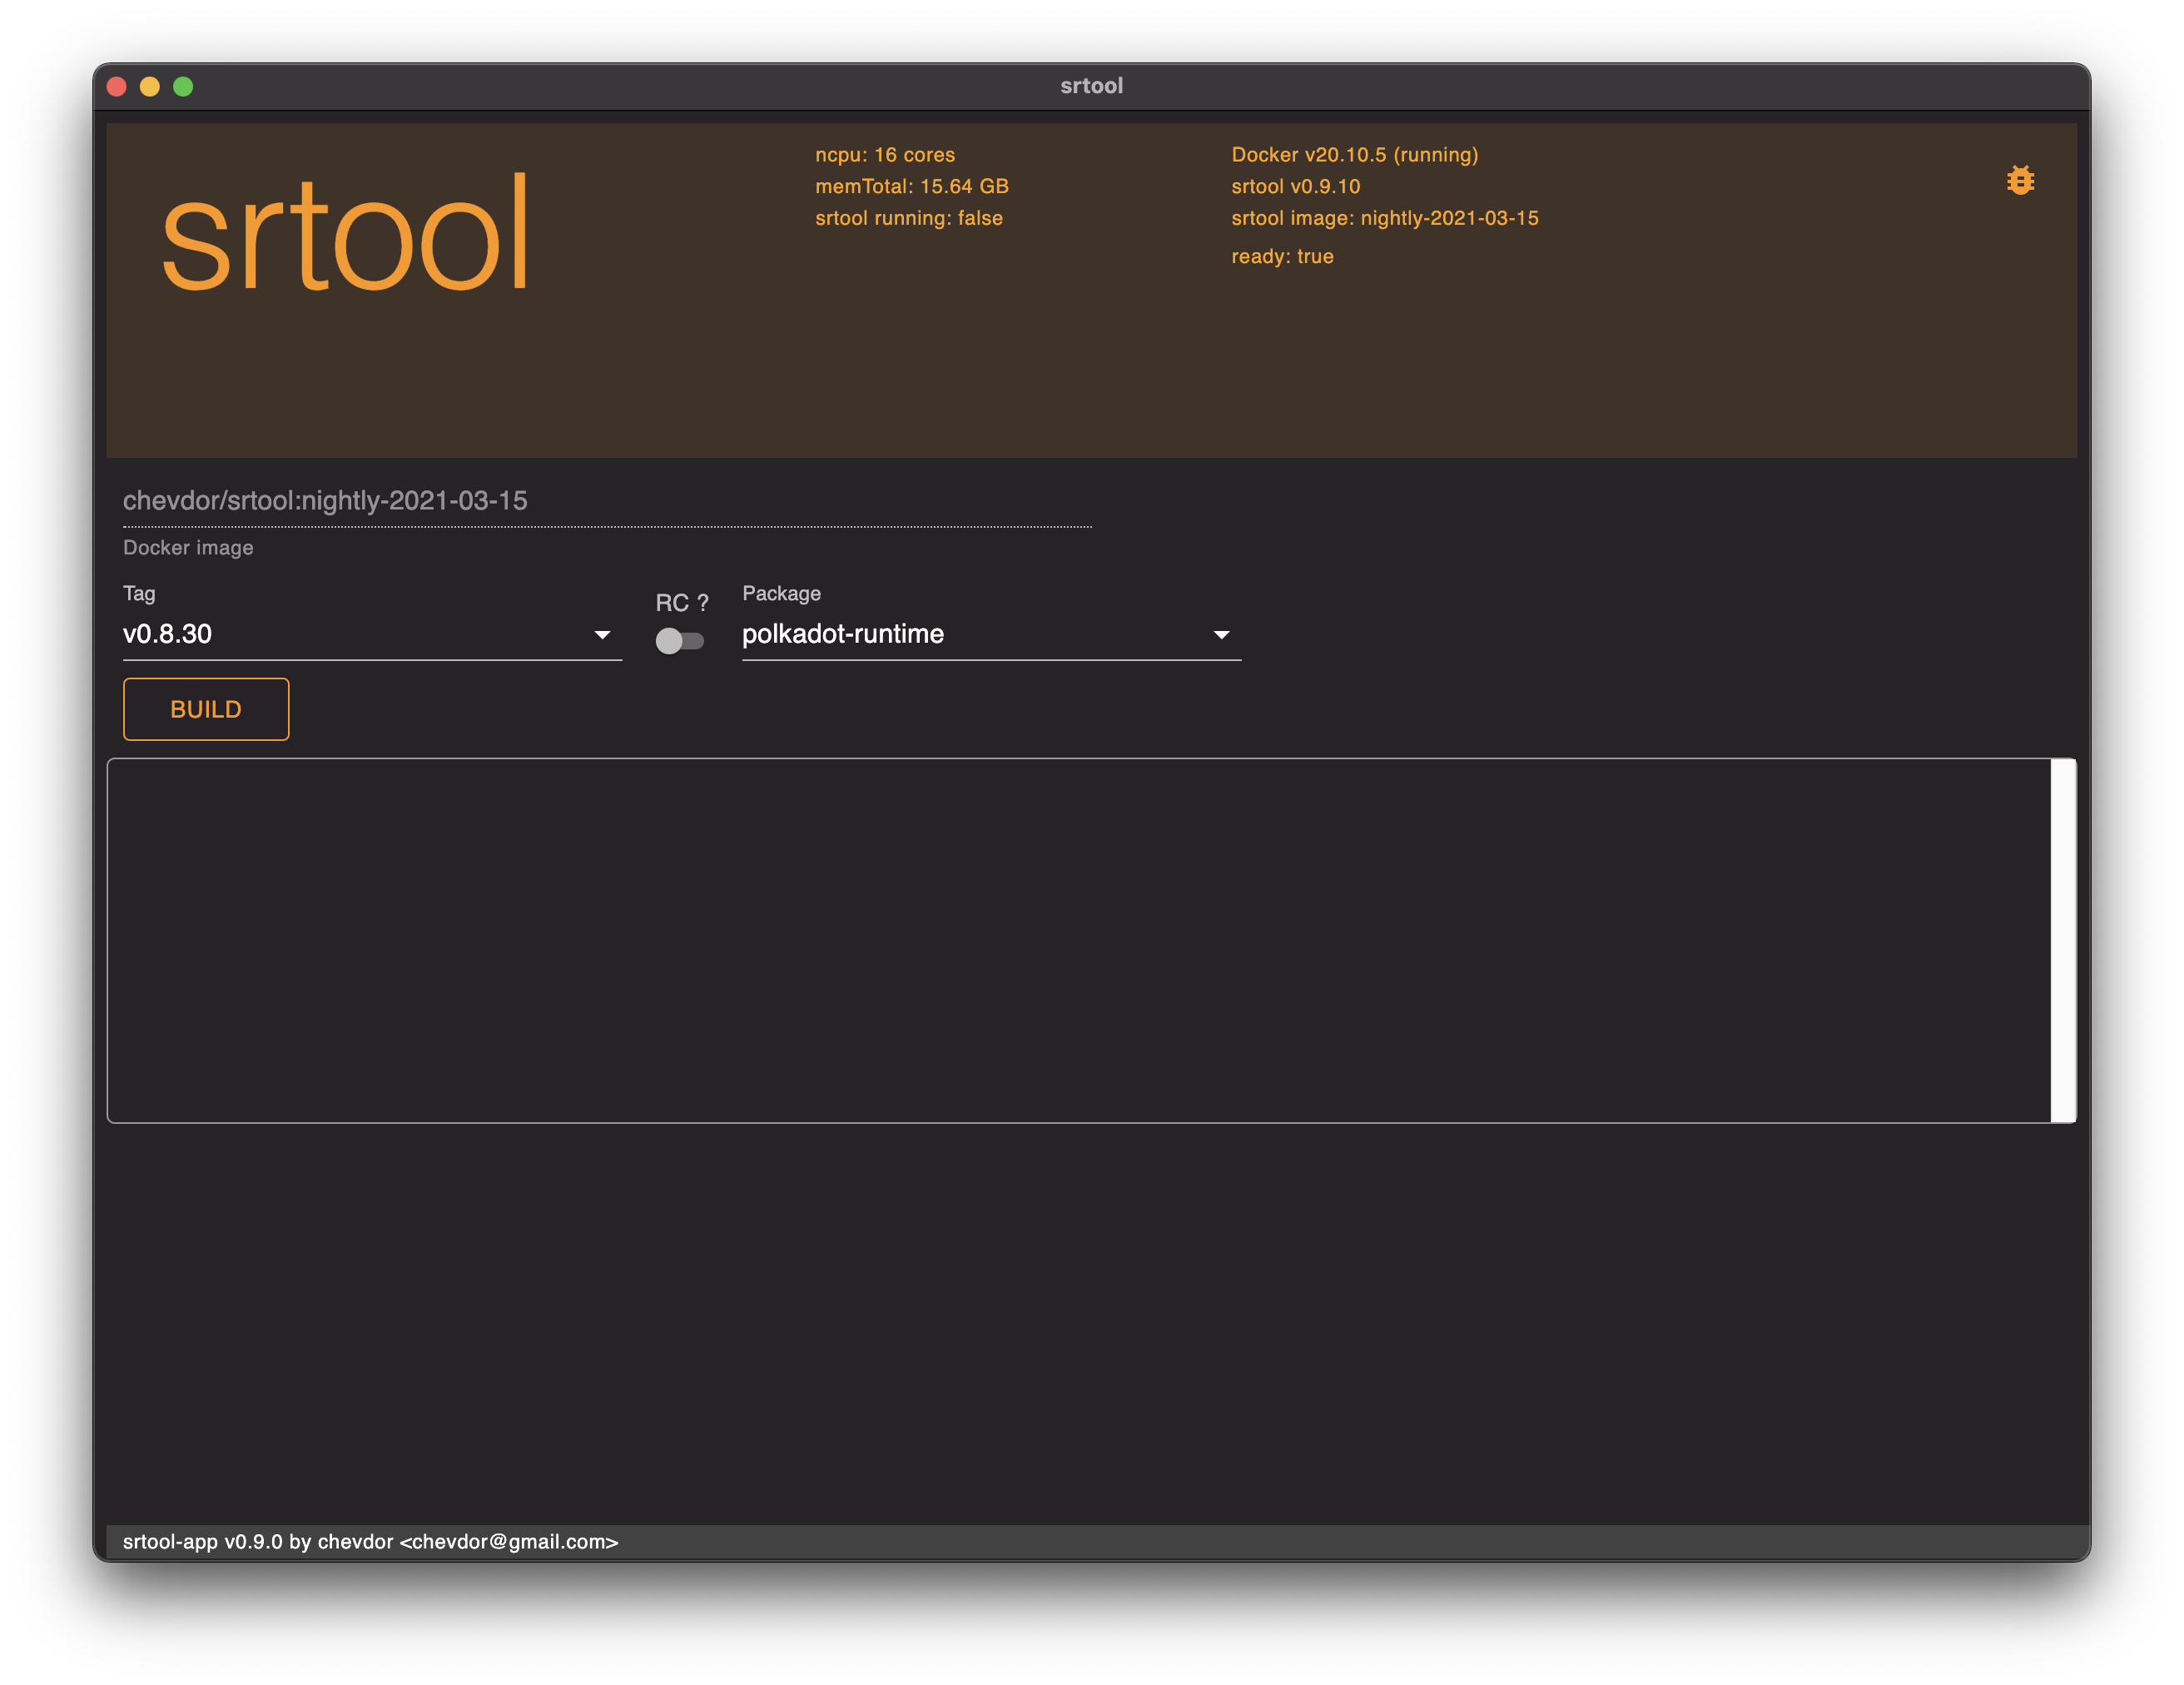 srtool
srtool
ncpu: 16 cores
memTotal: 15.64 GB
srtool running: false
Docker v20.10.5 (running)
srtool v0.9.10
srtool image: nightly-2021-03-15
ready: true
chevdor/srtool:nightly-2021-03-15
Docker image
Tag
v0.8.30
RC ?
Package
polkadot-runtime
BUILD
srtool-app v0.9.0 by chevdor <chevdor@gmail.com>